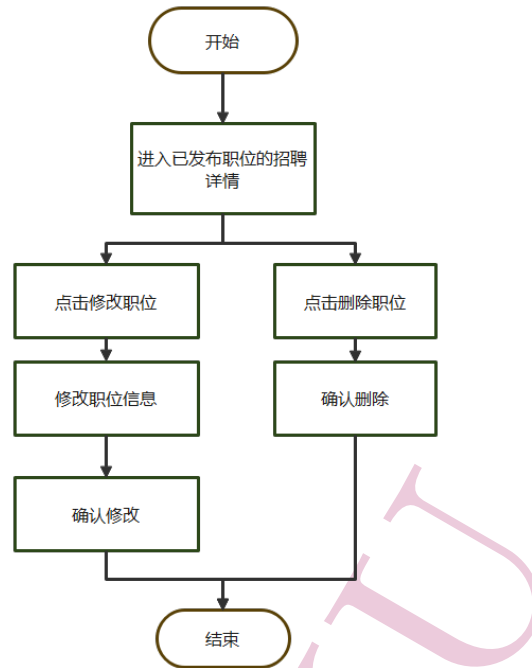 开始
进入已发布职位的招聘
详情
点击修改职位
点击删除职位
修改职位信息
确认删除
确认修改
结束
U